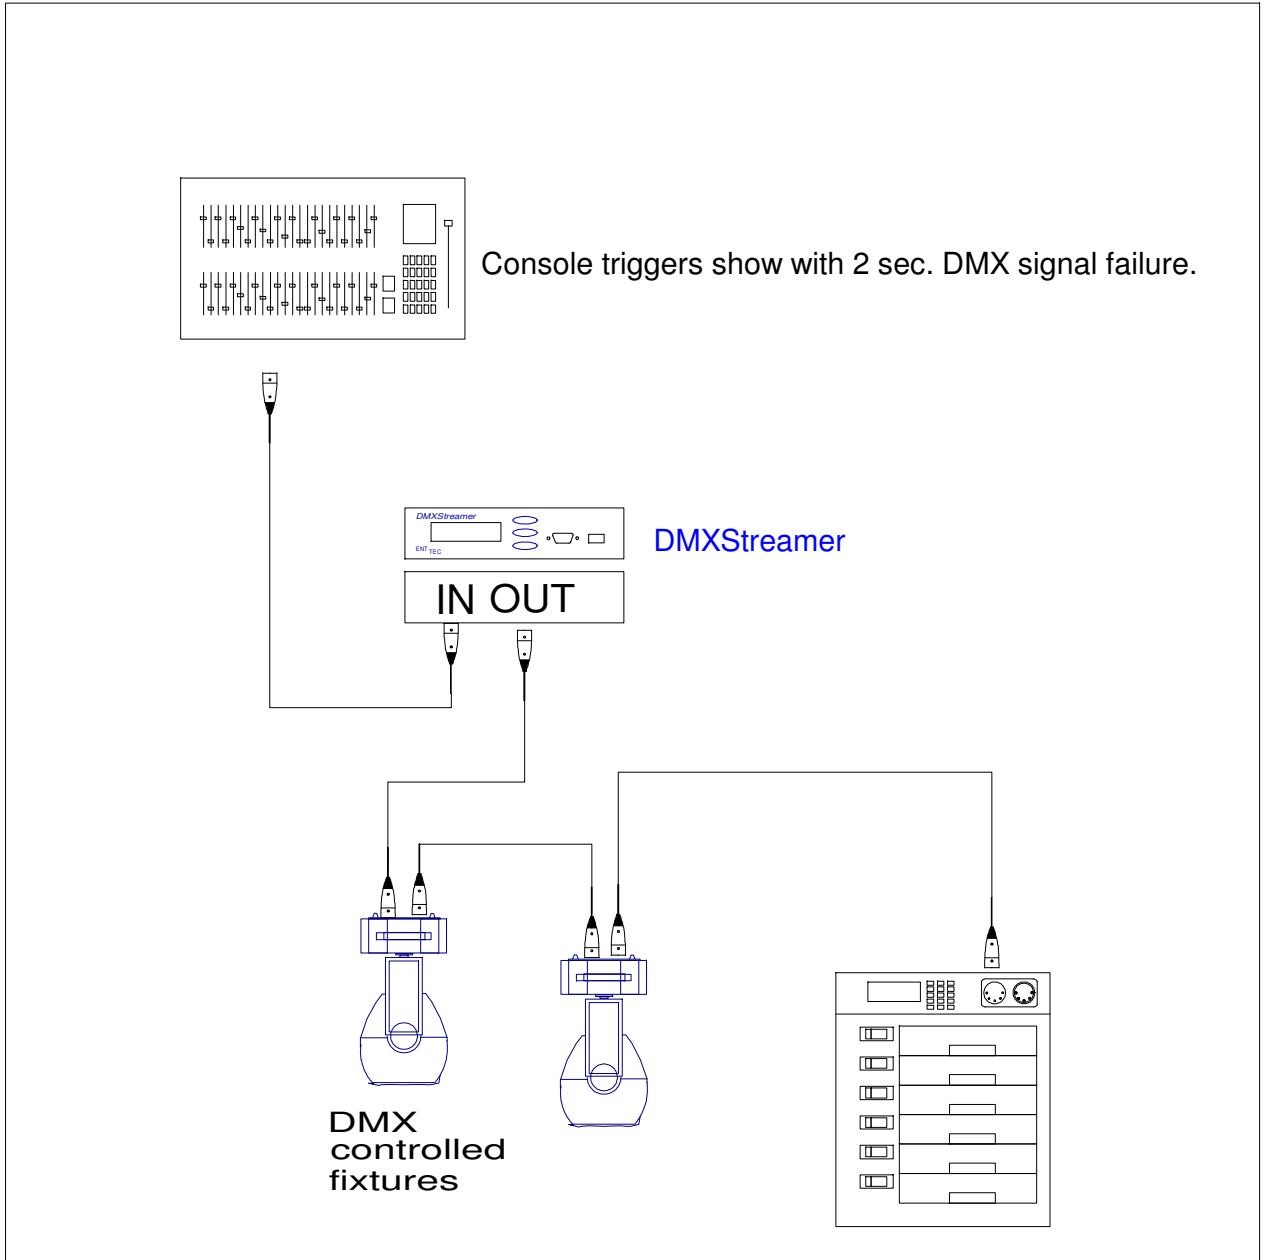 Console triggers show with 2 sec. DMX signal failure.
DMXStreamer
ENT TEC
DMXStreamer
IN OUT
DMX
controlled
fixtures